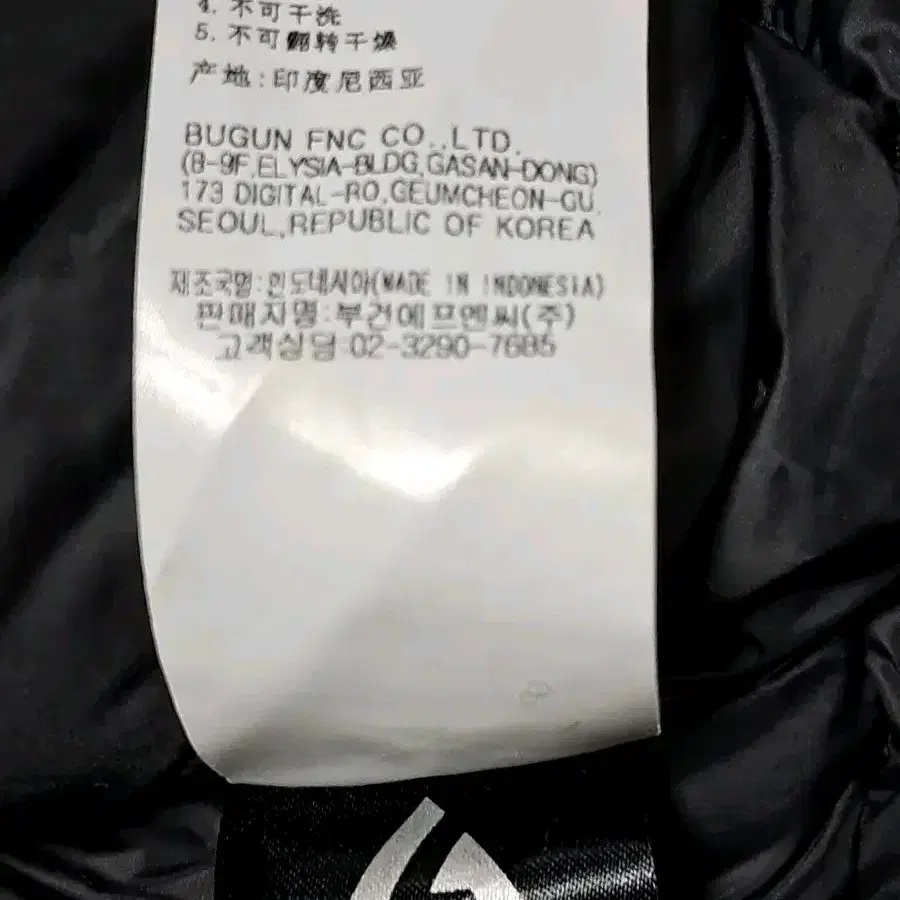 4. 不可干洗
5. 不可翻转干燥
产地:印度尼西亚
BUGUN FNC CO.,LTD.
(B-9F,ELYSIA-BLDG,GASAN-DONG)
173 DIGITAL-RO,GEUMCHEON-GU,
SEOUL,REPUBLIC OF KOREA
제조국명:인도네시아(MADE IN INDONESIA)
판매자명:부건에프엔씨(주)
고객상담:02-3290-7685